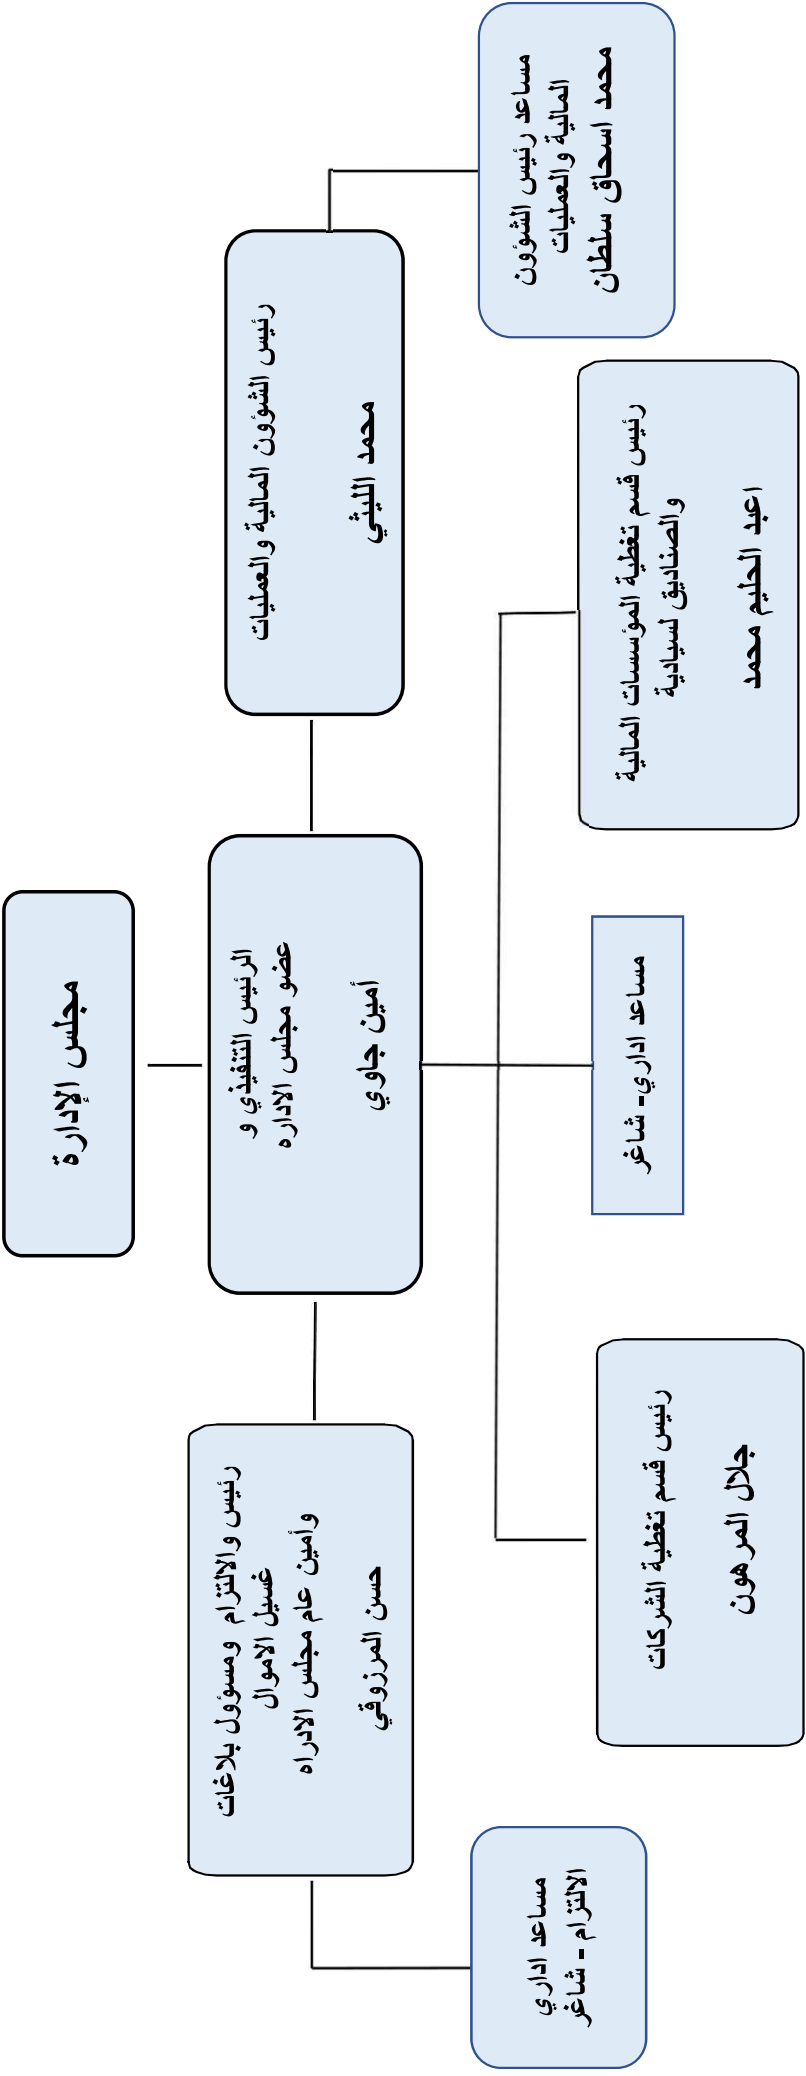 مجلس الإدارة
الرئيس التنفيذي و
عضو مجلس الاداره
أمين جاوي
رئيس الشؤون المالية والعمليات
محمد الليثي
مساعد رئيس الشؤون
المالية والعمليات
محمد اسحاق سلطان
رئيس والالتزام ومسؤول بلاغات
غسيل الاموال
وأمين عام مجلس الادراه
حسن المرزوقي
مساعد اداري
الالتزام - شاغر
رئيس قسم تغطية المؤسسات المالية
والصناديق لسيادية
اعبد الحليم محمد
مساعد اداري- شاغر
رئيس قسم تغطية الشركات
جلال المرهون